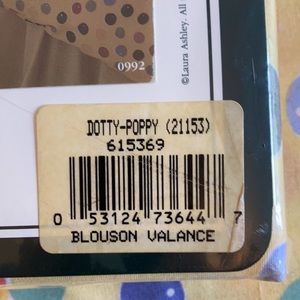 0992
©Laura Ashley. All
DOTTY-POPPY (21153)
615369
0 53124 73644 7
BLOUSON VALANCE